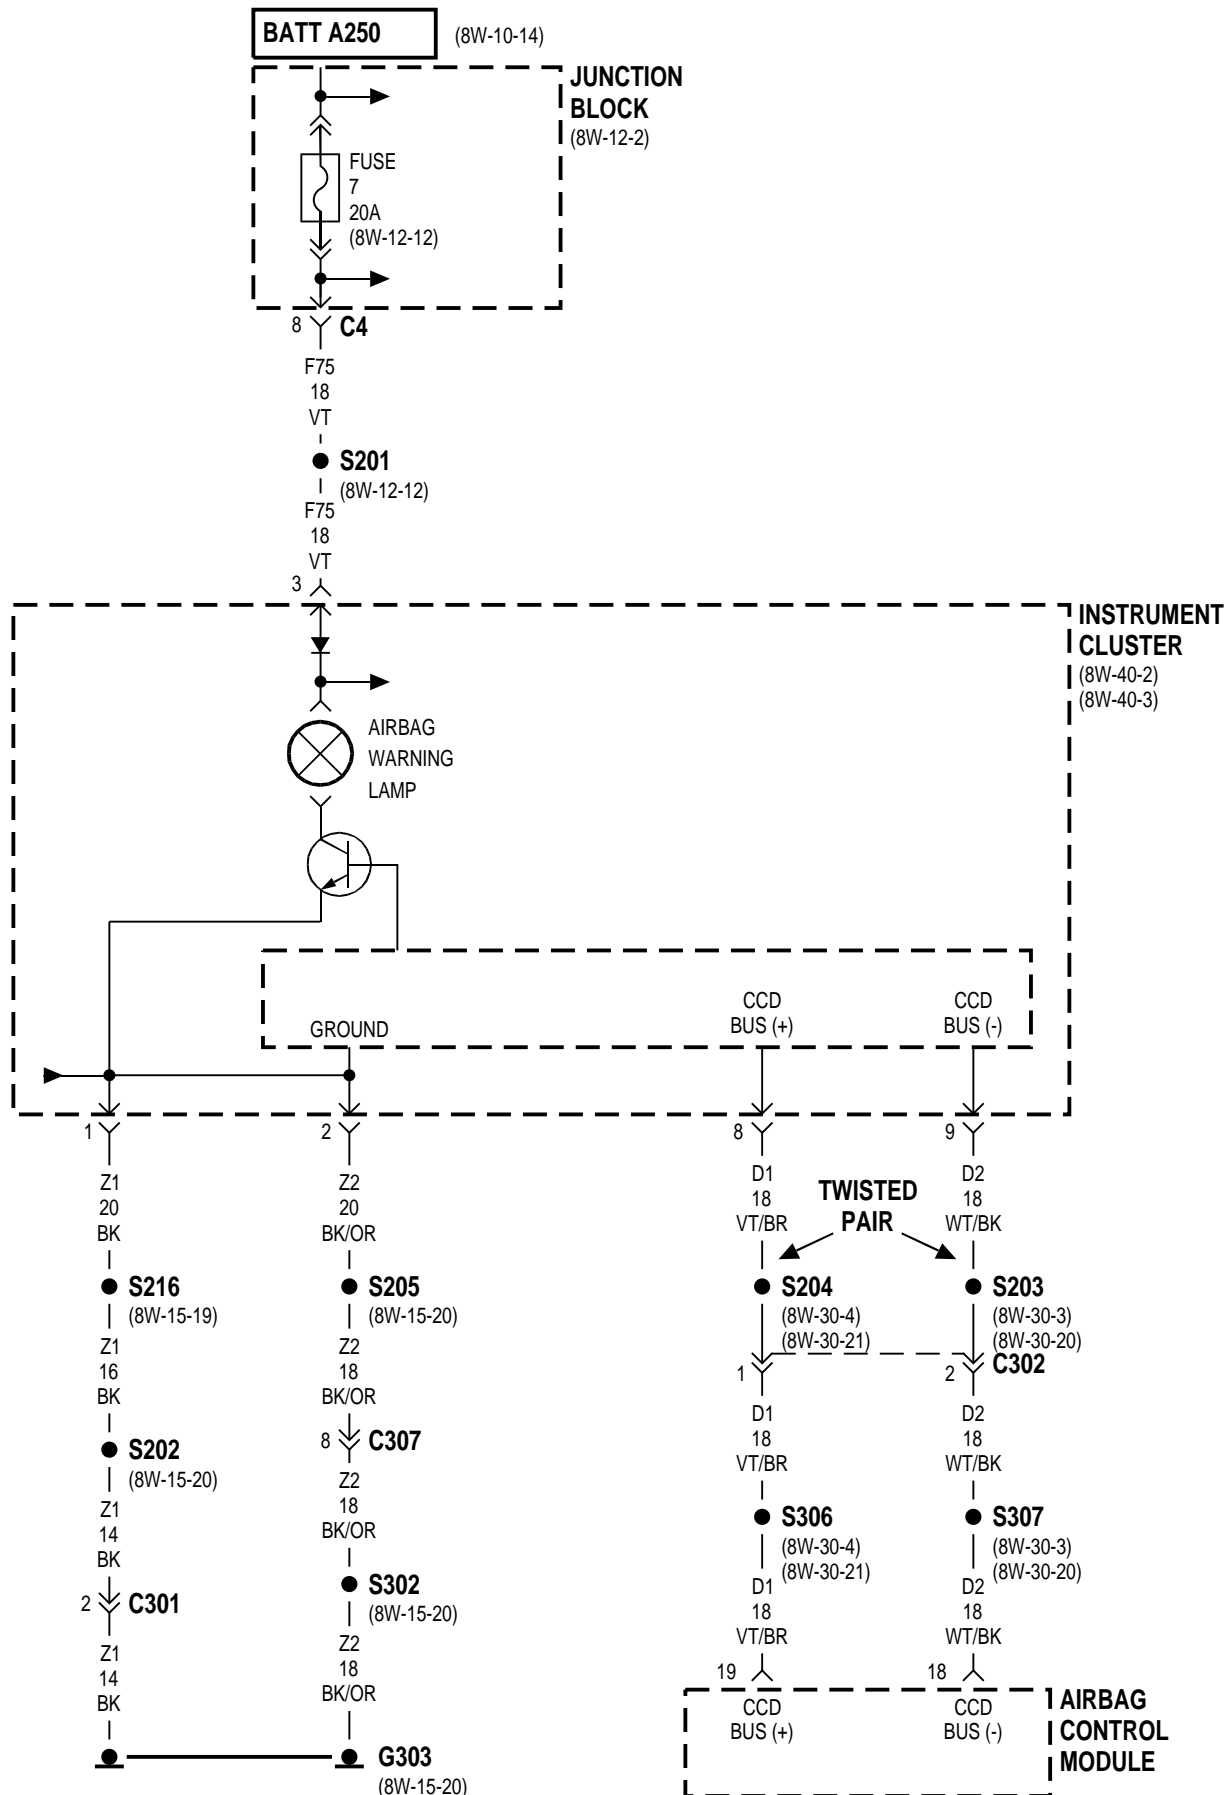 BATT A250
(8W-10-14)
JUNCTION
BLOCK
(8W-12-2)
FUSE
7
20A
(8W-12-12)
8
C4
F75
18
VT
S201
(8W-12-12)
F75
18
VT
3
INSTRUMENT
CLUSTER
(8W-40-2)
(8W-40-3)
AIRBAG
WARNING
LAMP
GROUND
CCD
BUS (+)
CCD
BUS (-)
1
2
8
9
Z1
20
BK
Z2
20
BK/OR
D1
18
VT/BR
TWISTED
PAIR
D2
18
WT/BK
S216
(8W-15-19)
S205
(8W-15-20)
S204
(8W-30-4)
(8W-30-21)
S203
(8W-30-3)
(8W-30-20)
Z1
16
BK
Z2
18
BK/OR
1
2
C302
S202
(8W-15-20)
8
C307
D1
18
VT/BR
D2
18
WT/BK
Z1
14
BK
Z2
18
BK/OR
S306
(8W-30-4)
(8W-30-21)
S307
(8W-30-3)
(8W-30-20)
2
C301
S302
(8W-15-20)
D1
18
VT/BR
D2
18
WT/BK
Z1
14
BK
Z2
18
BK/OR
19
18
CCD
BUS (+)
CCD
BUS (-)
AIRBAG
CONTROL
MODULE
G303
(8W-15-20)